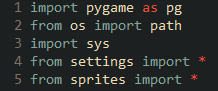 1 import pygame as pg
2 from os import path
3 import sys
4 from settings import *
5 from sprites import *